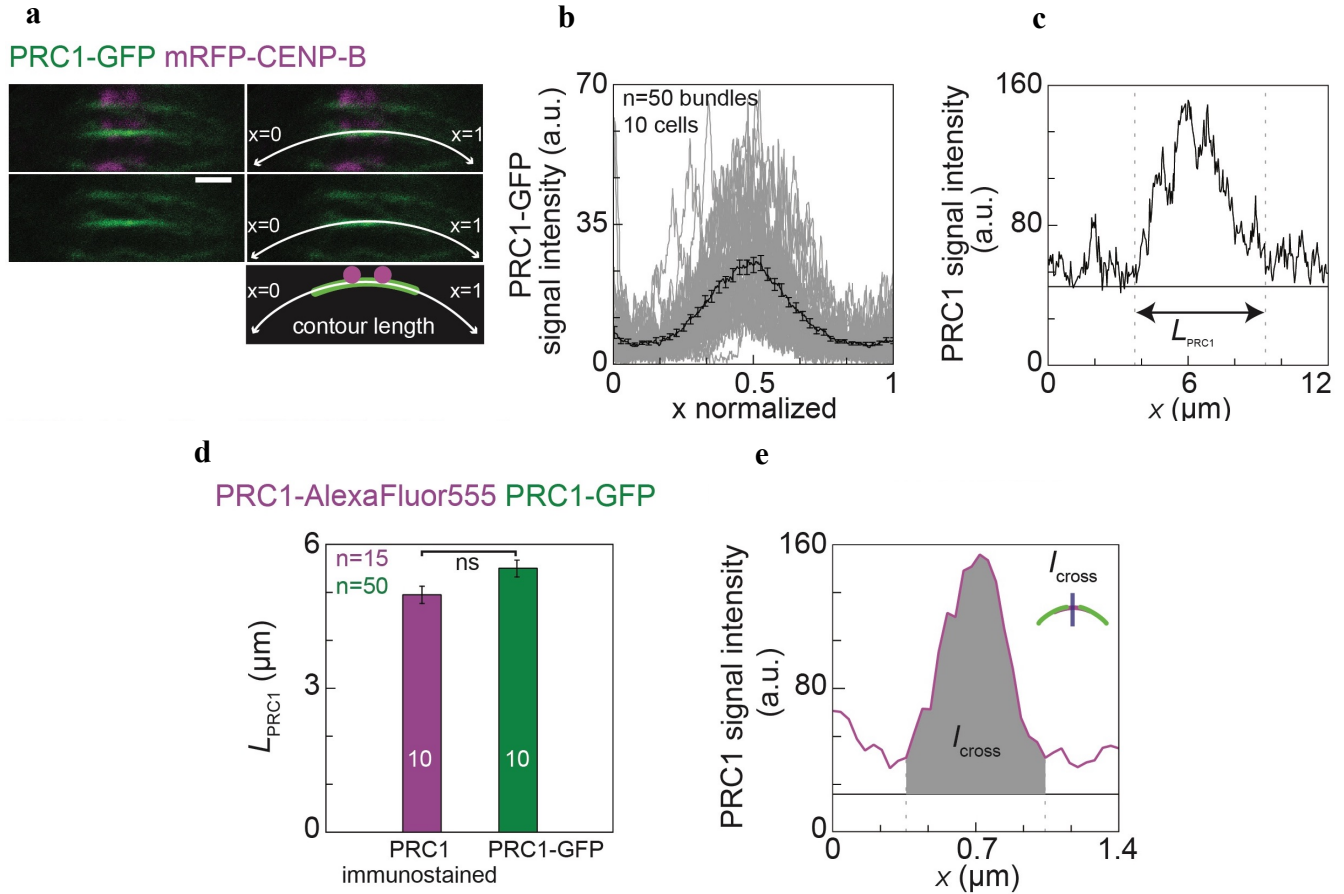 a
PRC1-GFP mRFP-CENP-B
x=0 x=1
x=0 x=1
x=0 x=1
contour length
b
PRC1-GFP
signal intensity (a.u.)
70
35
0
n=50 bundles
10 cells
0 0.5 1
x normalized
c
PRC1 signal intensity
(a.u.)
160
80
0
L PRC1
0 6 12
x (μm)
d
PRC1-AlexaFluor555 PRC1-GFP
L PRC1 (μm)
6
3
0
n=15
n=50
ns
10 10
PRC1 PRC1-GFP
immunostained
e
PRC1 signal intensity
(a.u.)
160
80
0
I cross
I cross
0 0.7 1.4
x (μm)